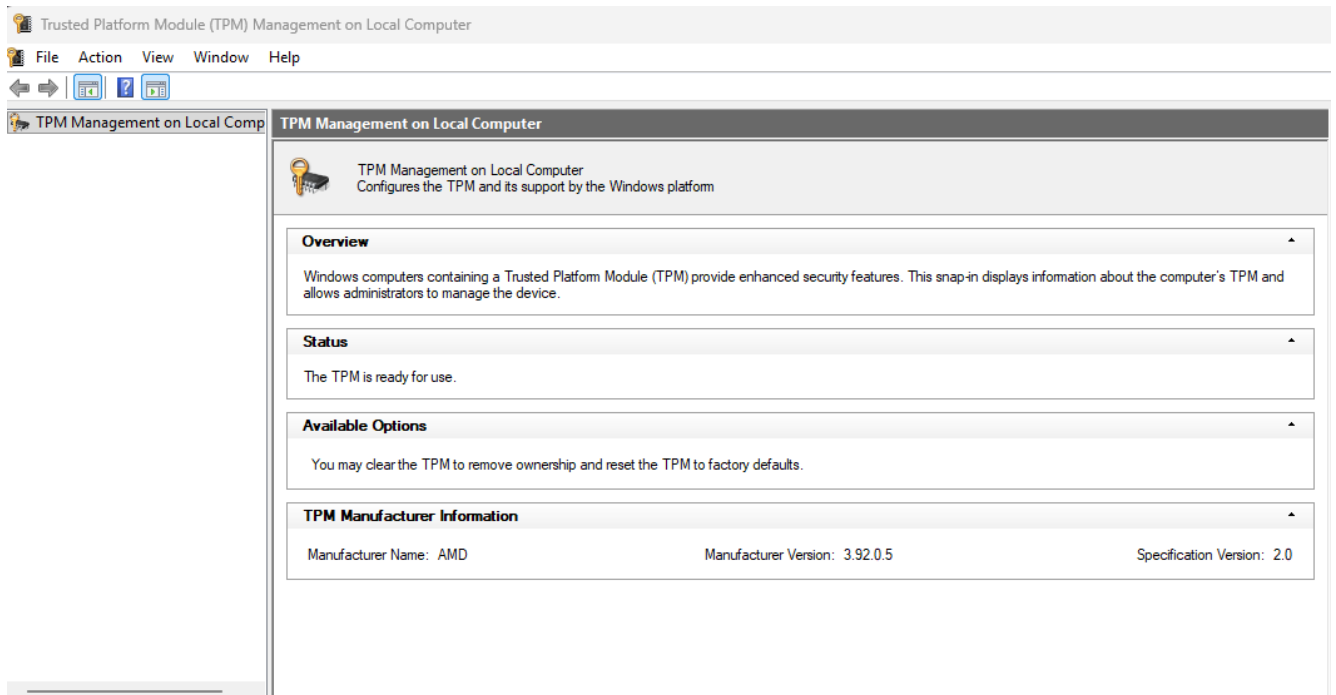 Trusted Platform Module (TPM) Management on Local Computer
File Action View Window Help
TPM Management on Local Comp
TPM Management on Local Computer
TPM Management on Local Computer
Configures the TPM and its support by the Windows platform
Overview
Windows computers containing a Trusted Platform Module (TPM) provide enhanced security features. This snap-in displays information about the computer's TPM and
allows administrators to manage the device.
Status
The TPM is ready for use.
Available Options
You may clear the TPM to remove ownership and reset the TPM to factory defaults.
TPM Manufacturer Information
Manufacturer Name: AMD Manufacturer Version: 3.92.0.5 Specification Version: 2.0